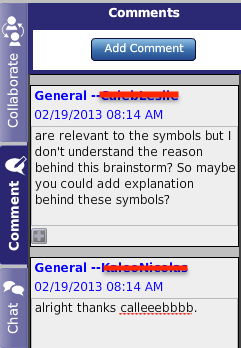 Comments
Add Comment
Collaborate
Comment
Chat
General --
02/19/2013 08:14 AM
are relevant to the symbols but I
don't understand the reason
behind this brainstorm? So maybe
you could add explanation
behind these symbols?
General --
02/19/2013 08:14 AM
alright thanks calleeebbbb.